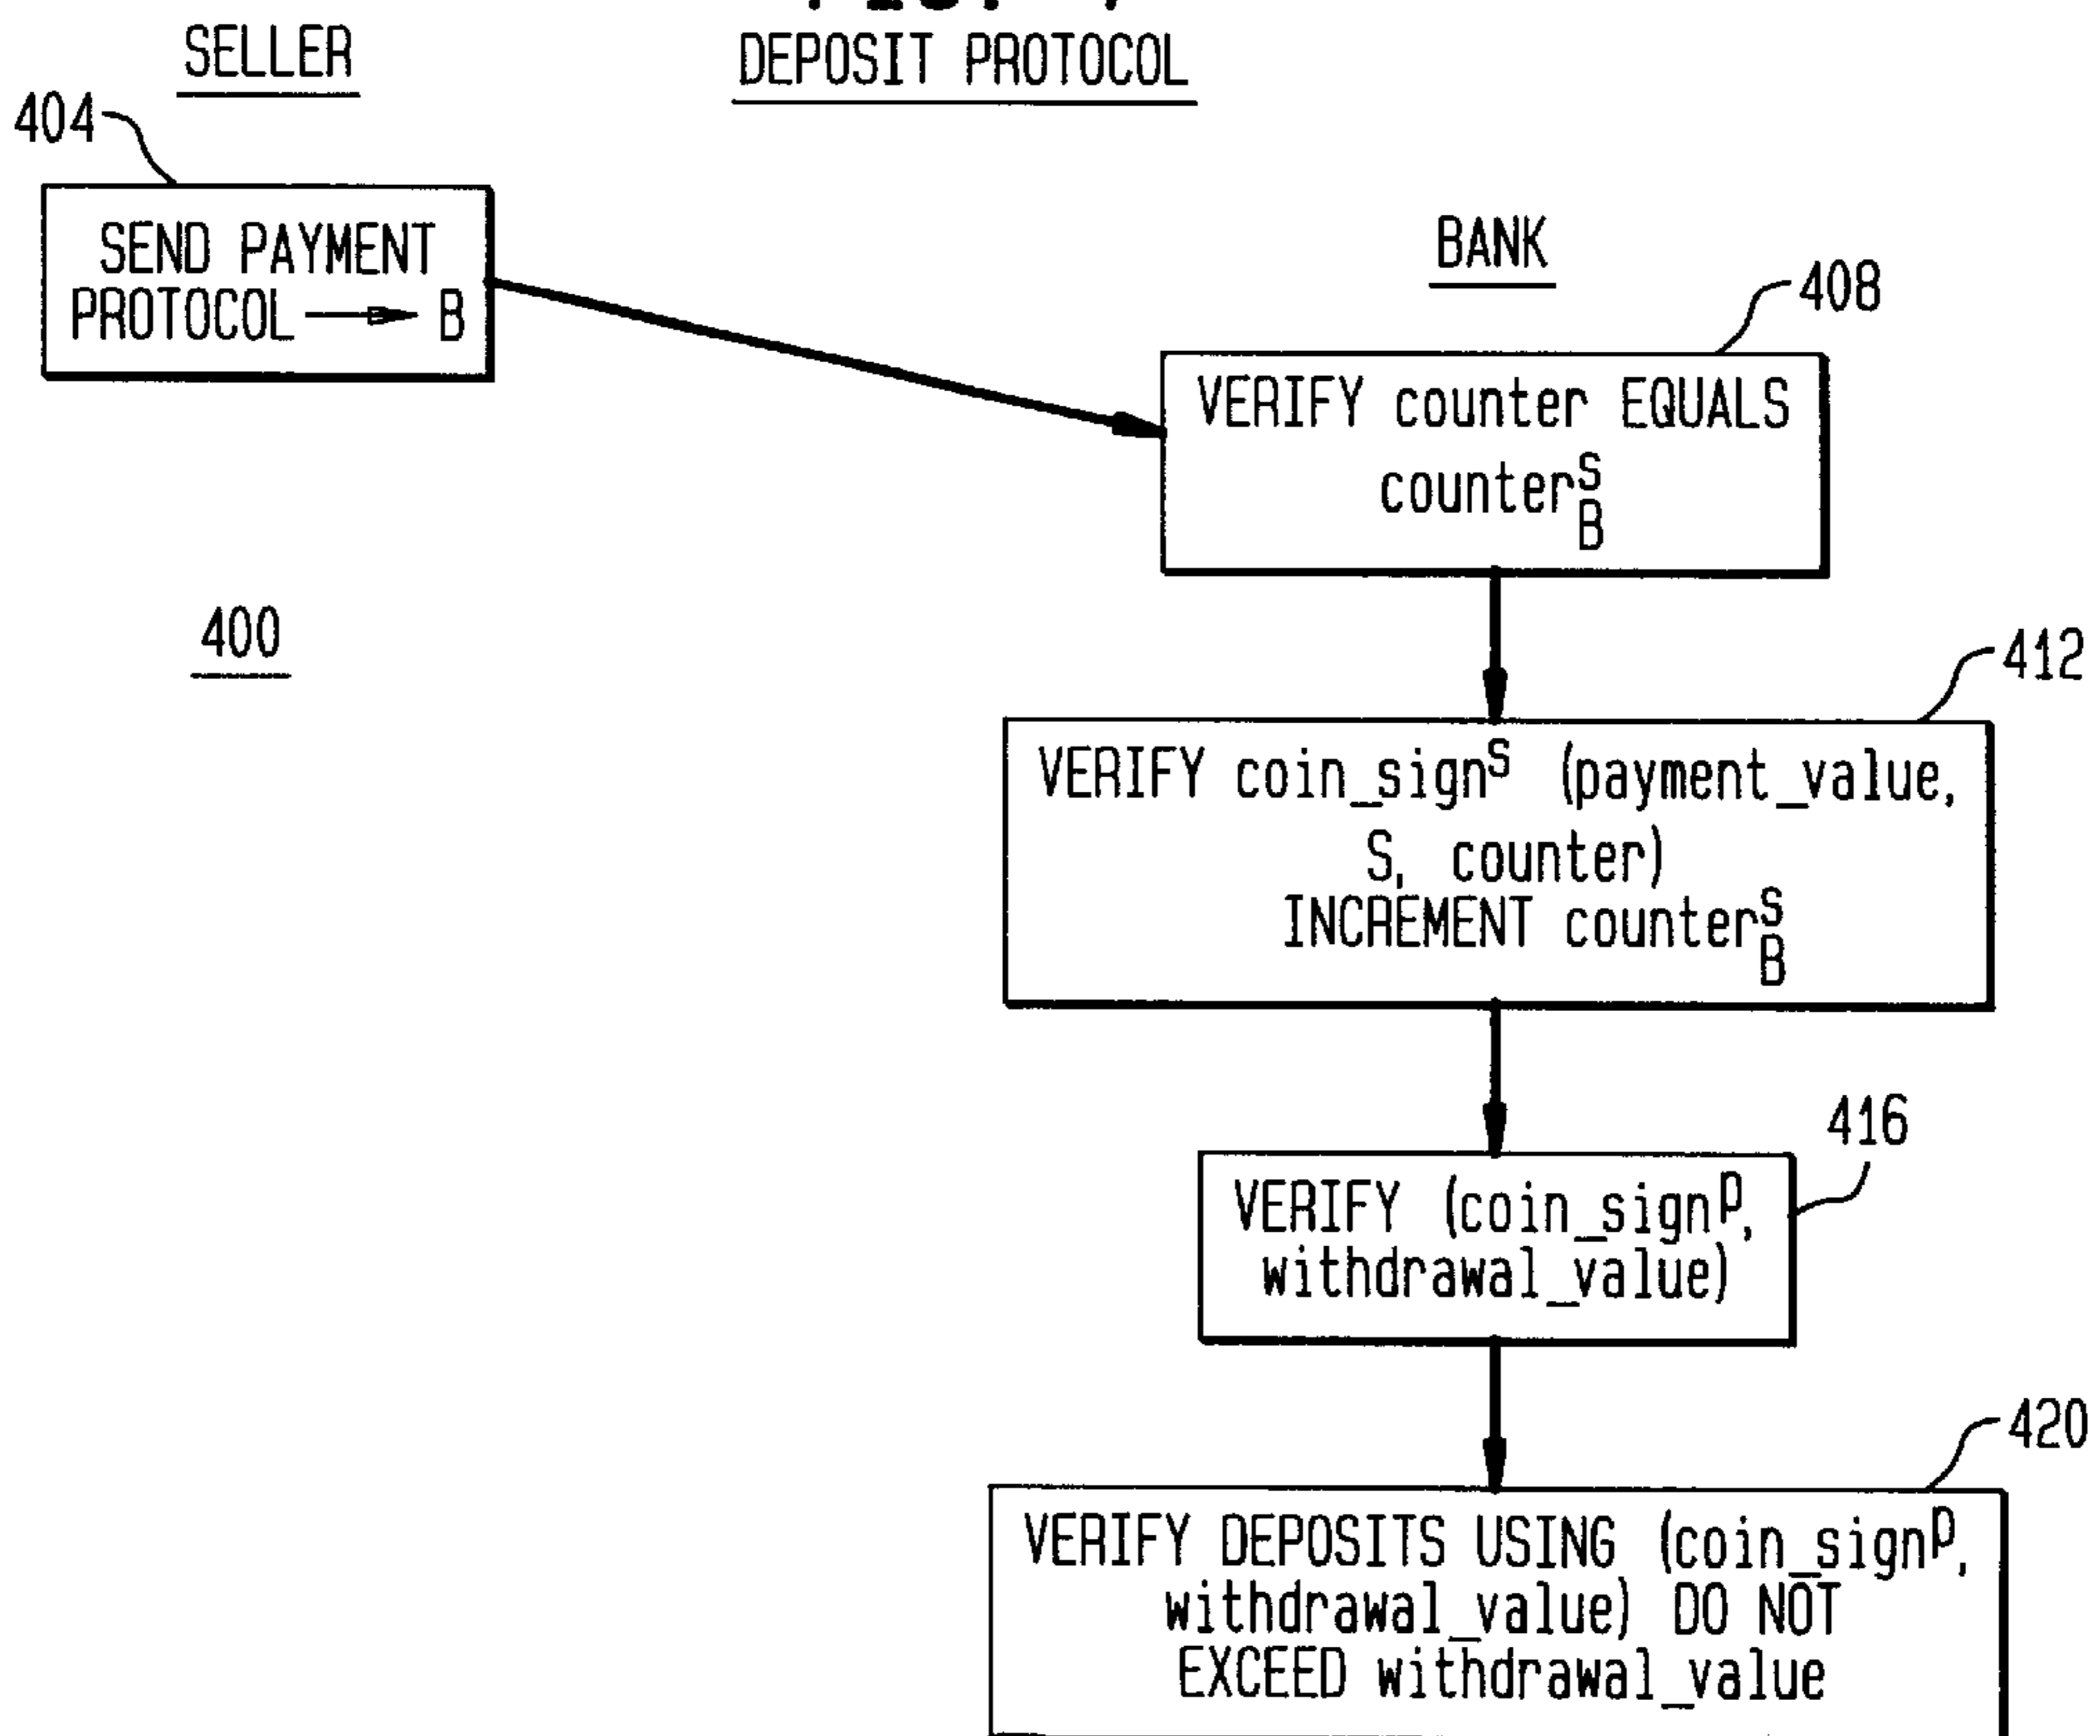 SELLER
DEPOSIT PROTOCOL
404
SEND PAYMENT
PROTOCOL → B
BANK
408
VERIFY counter EQUALS
counter^S_B
400
412
VERIFY coin_sign^S (payment_value,
S, counter)
INCREMENT counter^S_B
416
VERIFY (coin_sign^p,
withdrawal_value)
420
VERIFY DEPOSITS USING (coin_sign^p,
withdrawal_value) DO NOT
EXCEED withdrawal_value